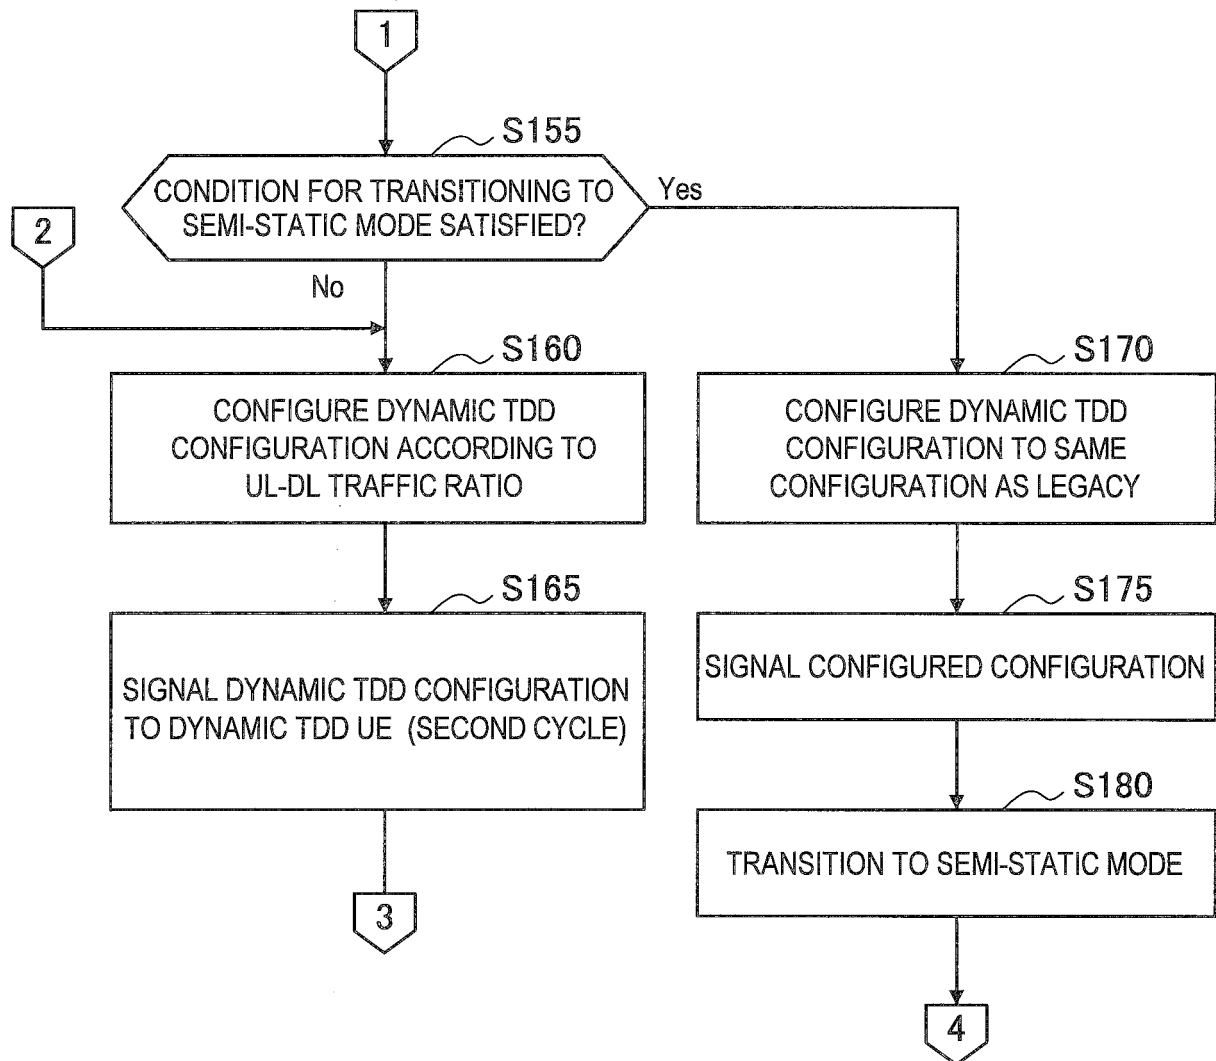 1
S155
CONDITION FOR TRANSITIONING TO
SEMI-STATIC MODE SATISFIED?
Yes
2
No
S160
CONFIGURE DYNAMIC TDD
CONFIGURATION ACCORDING TO
UL-DL TRAFFIC RATIO
S170
CONFIGURE DYNAMIC TDD
CONFIGURATION TO SAME
CONFIGURATION AS LEGACY
S165
SIGNAL DYNAMIC TDD CONFIGURATION
TO DYNAMIC TDD UE (SECOND CYCLE)
S175
SIGNAL CONFIGURED CONFIGURATION
S180
TRANSITION TO SEMI-STATIC MODE
3
4